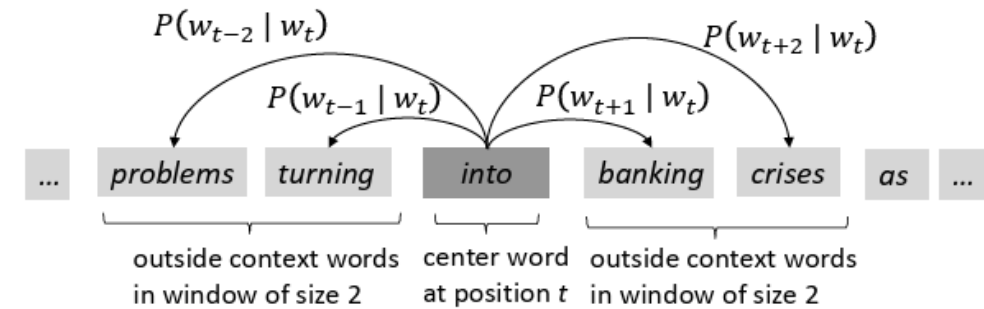 P(w_{t-2} | w_t)
P(w_{t+2} | w_t)
P(w_{t-1} | w_t)
P(w_{t+1} | w_t)
... problems turning into banking crises as ...
outside context words
in window of size 2
center word
at position t
outside context words
in window of size 2